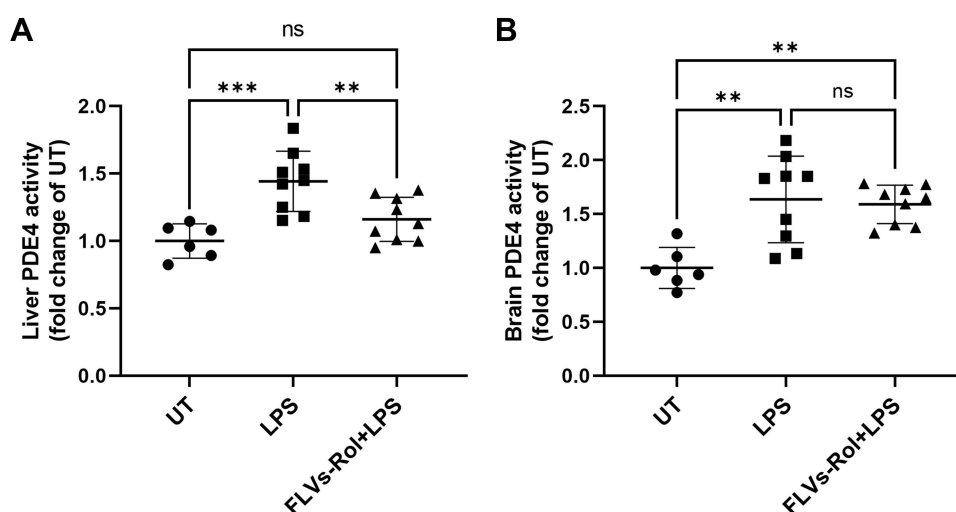 A
ns
***
**
2.0
1.5
1.0
0.5
0.0
Liver PDE4 activity
(fold change of UT)
UT
LPS
FLVs-Rol+LPS
B
**
**
ns
2.5
2.0
1.5
1.0
0.5
0.0
Brain PDE4 activity
(fold change of UT)
UT
LPS
FLVs-Rol+LPS